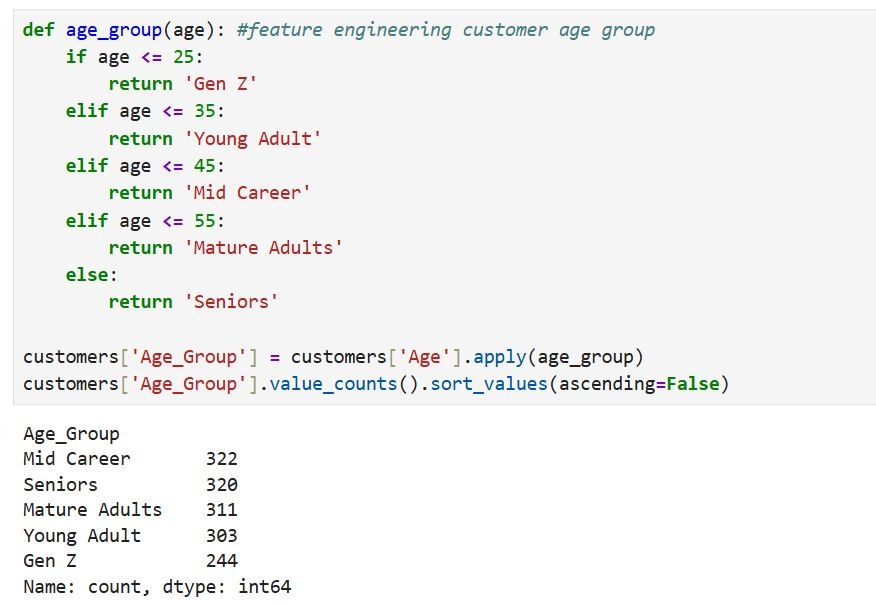 def age_group(age): #feature engineering customer age group
    if age <= 25:
        return 'Gen Z'
    elif age <= 35:
        return 'Young Adult'
    elif age <= 45:
        return 'Mid Career'
    elif age <= 55:
        return 'Mature Adults'
    else:
        return 'Seniors'

customers['Age_Group'] = customers['Age'].apply(age_group)
customers['Age_Group'].value_counts().sort_values(ascending=False)

Age_Group
Mid Career       322
Seniors          320
Mature Adults    311
Young Adult      303
Gen Z            244
Name: count, dtype: int64